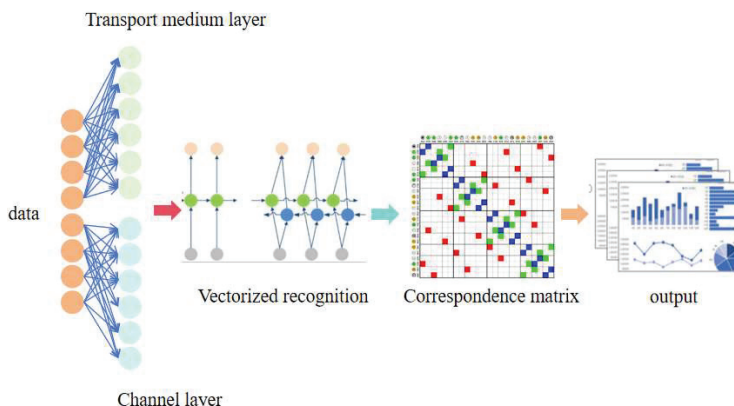 Transport medium layer
data
Vectorized recognition
Correspondence matrix
output
Channel layer